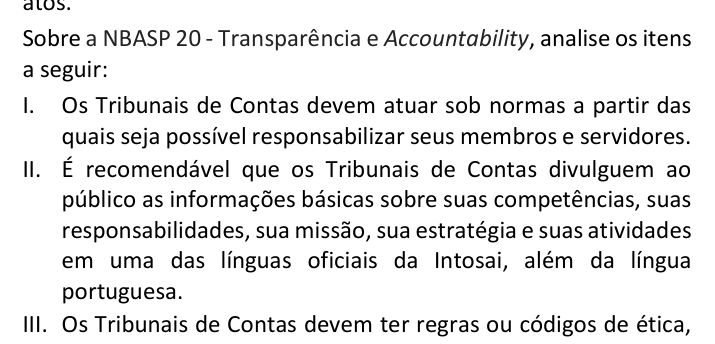 atos.
Sobre a NBASP 20 - Transparência e Accountability, analise os itens
a seguir:
I. Os Tribunais de Contas devem atuar sob normas a partir das
quais seja possível responsabilizar seus membros e servidores.
II. É recomendável que os Tribunais de Contas divulguem ao
público as informações básicas sobre suas competências, suas
responsabilidades, sua missão, sua estratégia e suas atividades
em uma das línguas oficiais da Intosai, além da língua
portuguesa.
III. Os Tribunais de Contas devem ter regras ou códigos de ética,